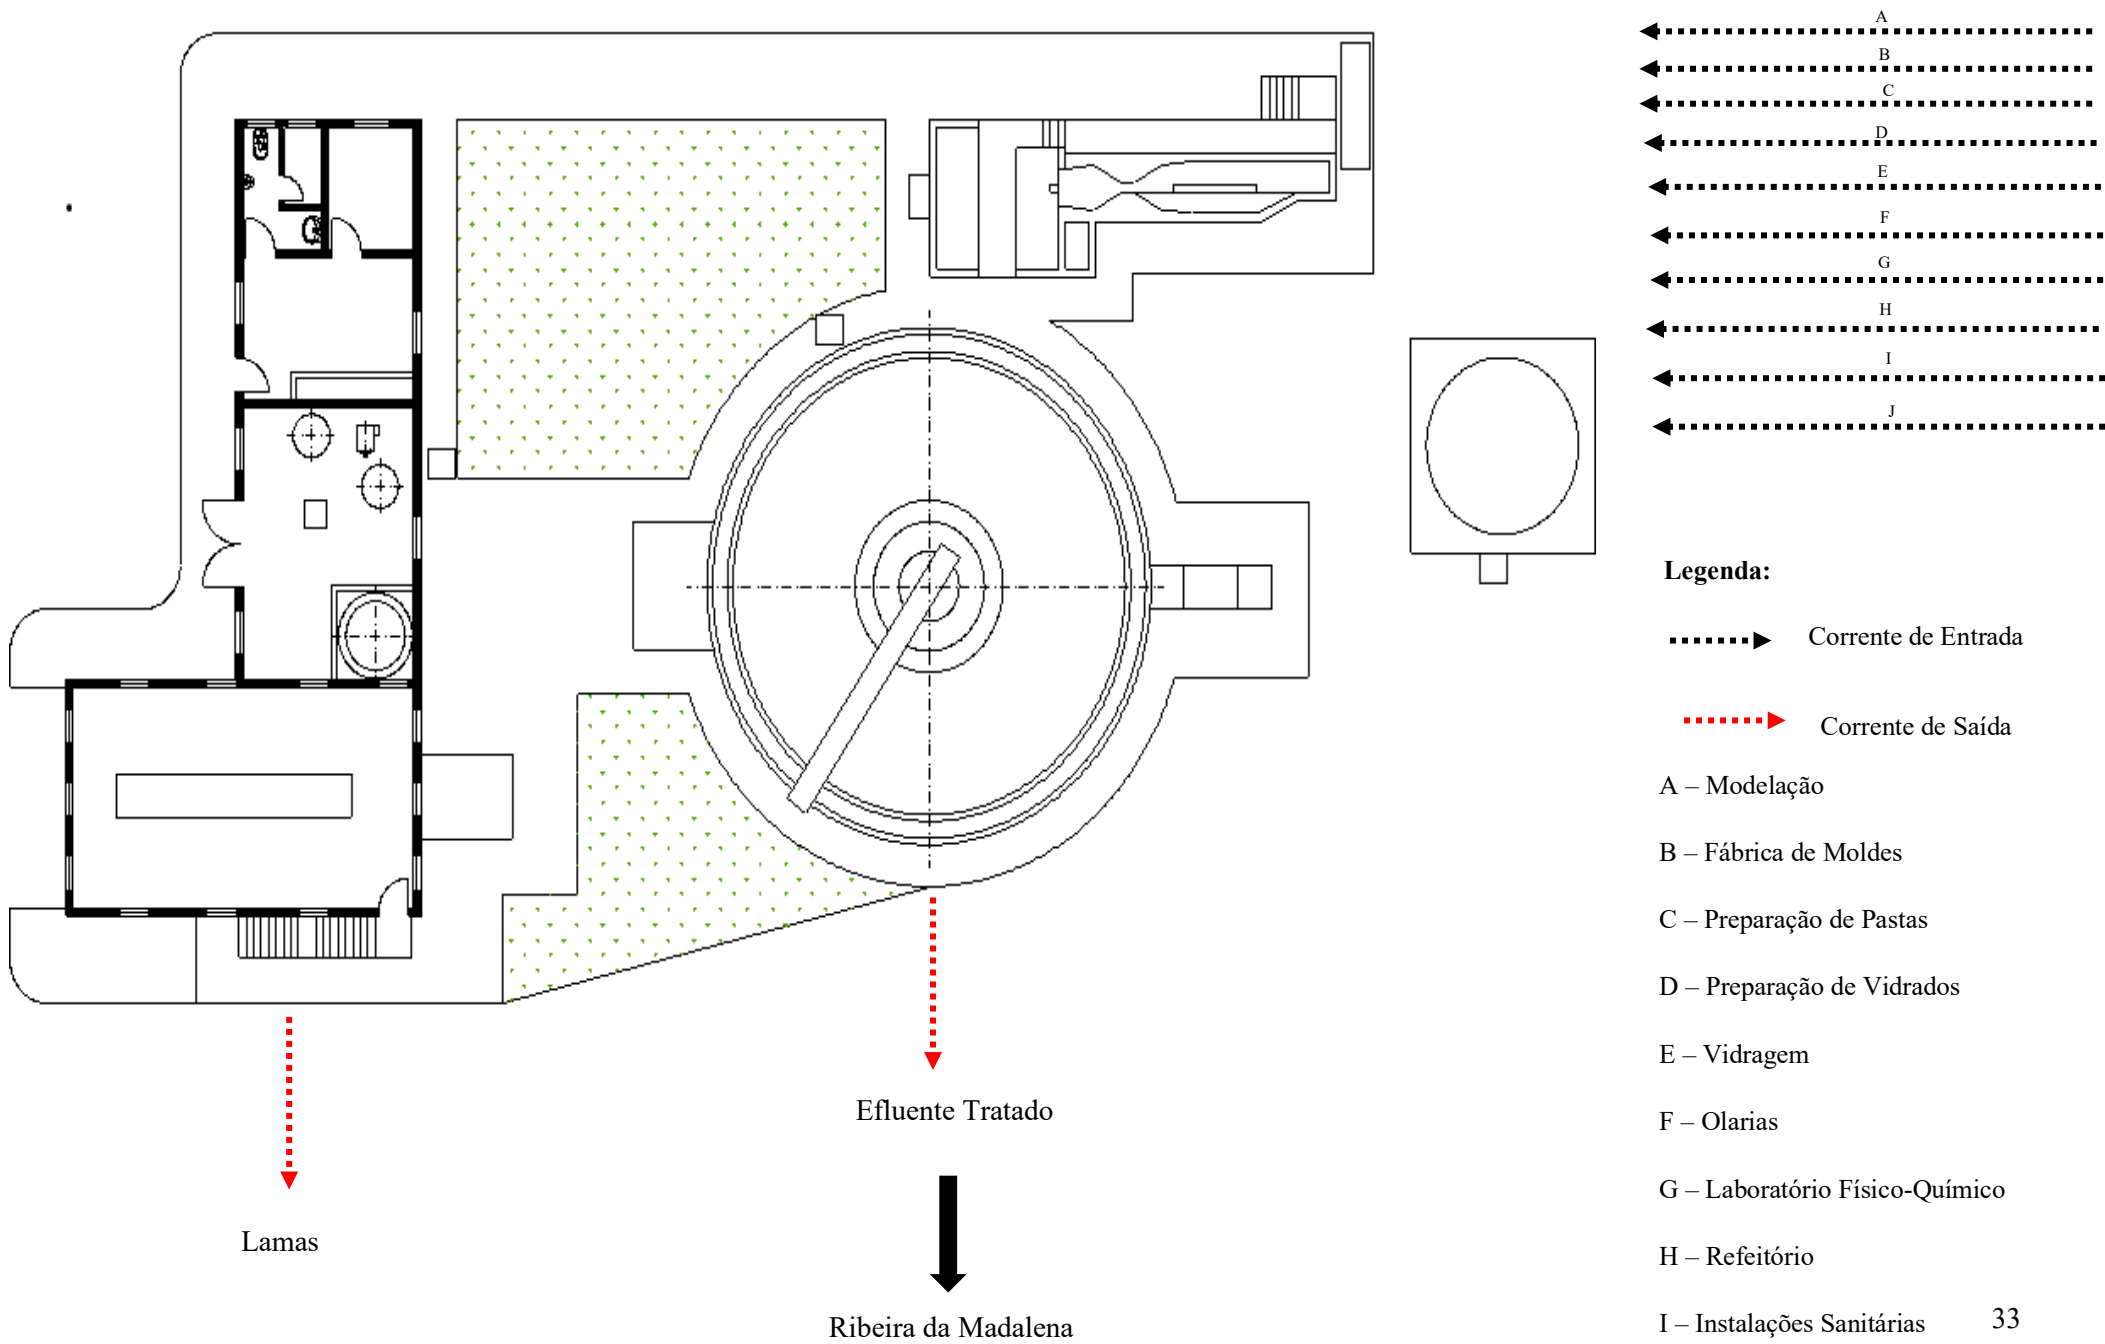 A
B
C
D
E
F
G
H
I
J
Legenda:
Corrente de Entrada
Corrente de Saída
A – Modelação
B – Fábrica de Moldes
C – Preparação de Pastas
D – Preparação de Vidrados
E – Vidragem
F – Olarias
G – Laboratório Físico-Químico
H – Refeitório
I – Instalações Sanitárias
33
Efluente Tratado
Lamas
Ribeira da Madalena